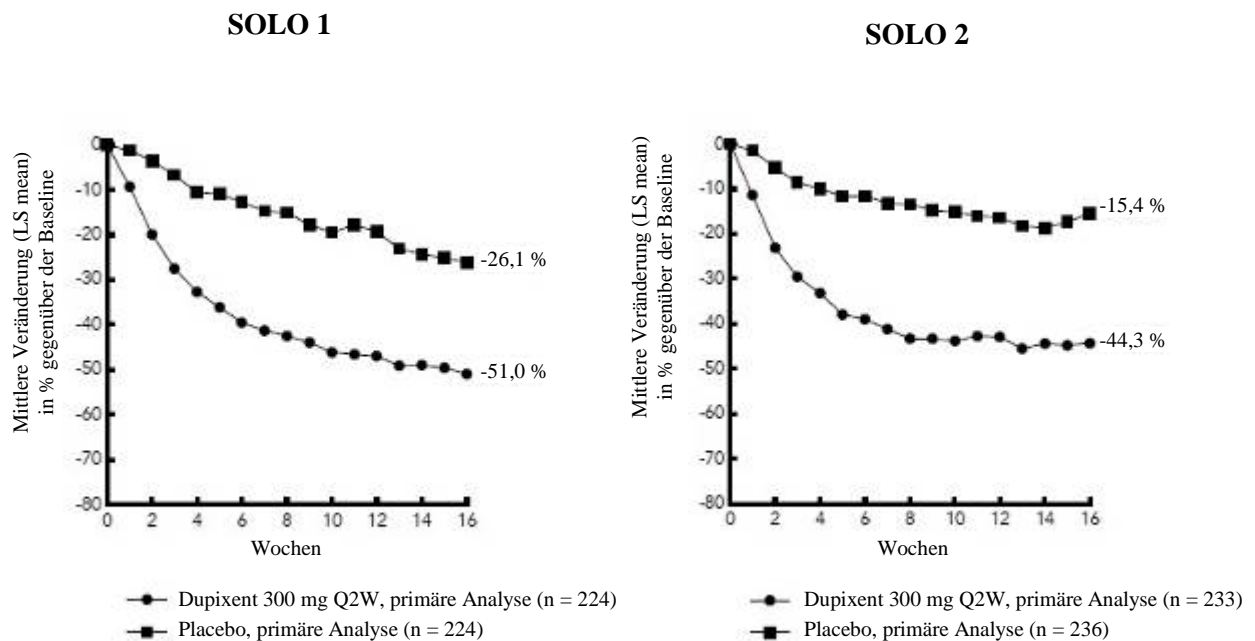 SOLO 1
Mittlere Veränderung (LS mean)
in % gegenüber der Baseline
0
-10
-20
-30
-40
-50
-60
-70
-80
-26,1 %
-51,0 %
0 2 4 6 8 10 12 14 16
Wochen
Dupixent 300 mg Q2W, primäre Analyse (n = 224)
Placebo, primäre Analyse (n = 224)
SOLO 2
Mittlere Veränderung (LS mean)
in % gegenüber der Baseline
0
-10
-20
-30
-40
-50
-60
-70
-80
-15,4 %
-44,3 %
0 2 4 6 8 10 12 14 16
Wochen
Dupixent 300 mg Q2W, primäre Analyse (n = 233)
Placebo, primäre Analyse (n = 236)